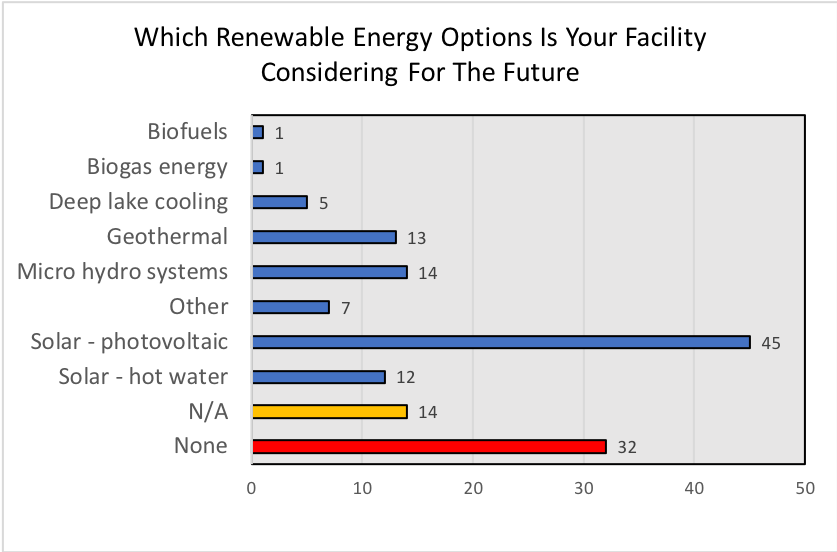 Which Renewable Energy Options Is Your Facility
Considering For The Future
Biofuels 1
Biogas energy 1
Deep lake cooling 5
Geothermal 13
Micro hydro systems 14
Other 7
Solar - photovoltaic 45
Solar - hot water 12
N/A 14
None 32
0 10 20 30 40 50